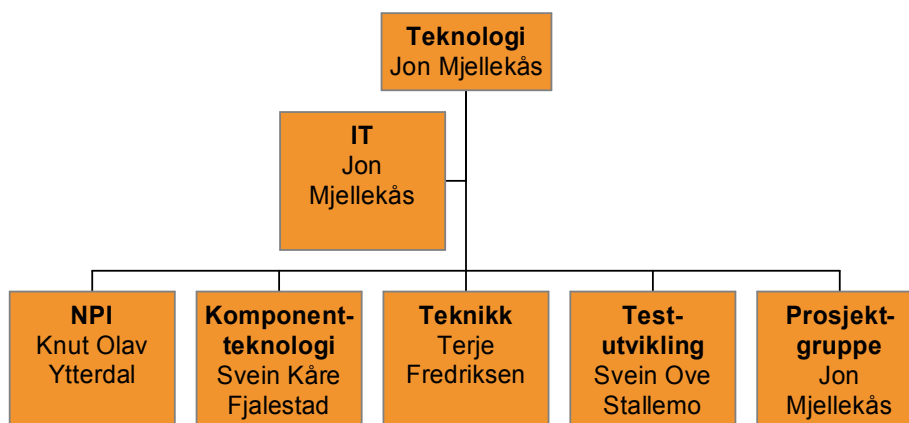 Teknologi
Jon Mjellekås
IT
Jon
Mjellekås
NPI
Knut Olav
Ytterdal
Komponent-
teknologi
Svein Kåre
Fjalestad
Teknikk
Terje
Fredriksen
Test-
utvikling
Svein Ove
Stallemo
Prosjekt-
gruppe
Jon
Mjellekås